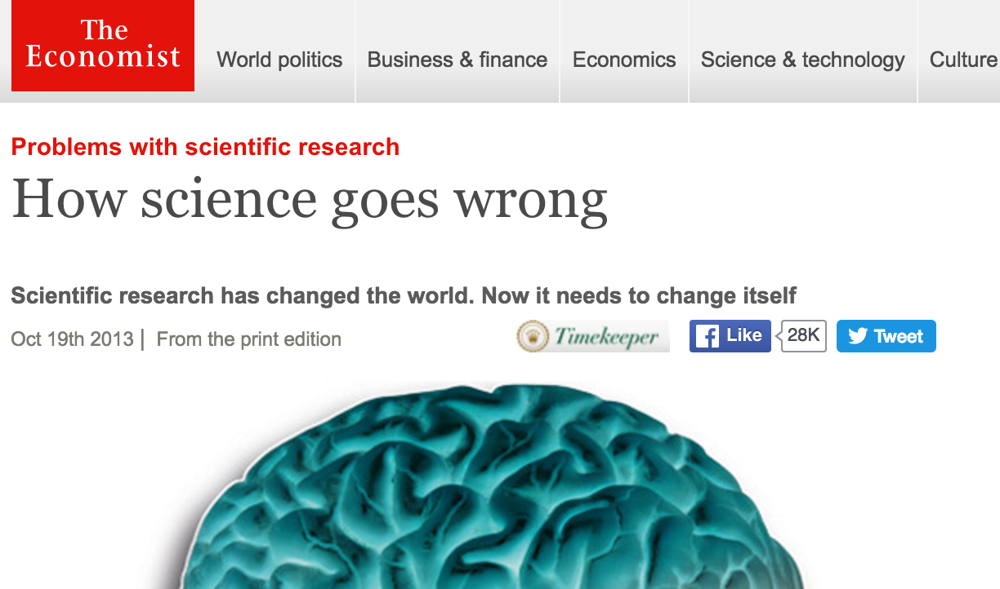 The
Economist
World politics
Business & finance
Economics
Science & technology
Culture
Problems with scientific research
How science goes wrong
Scientific research has changed the world. Now it needs to change itself
Oct 19th 2013 | From the print edition
Timekeeper
Like
28K
Tweet